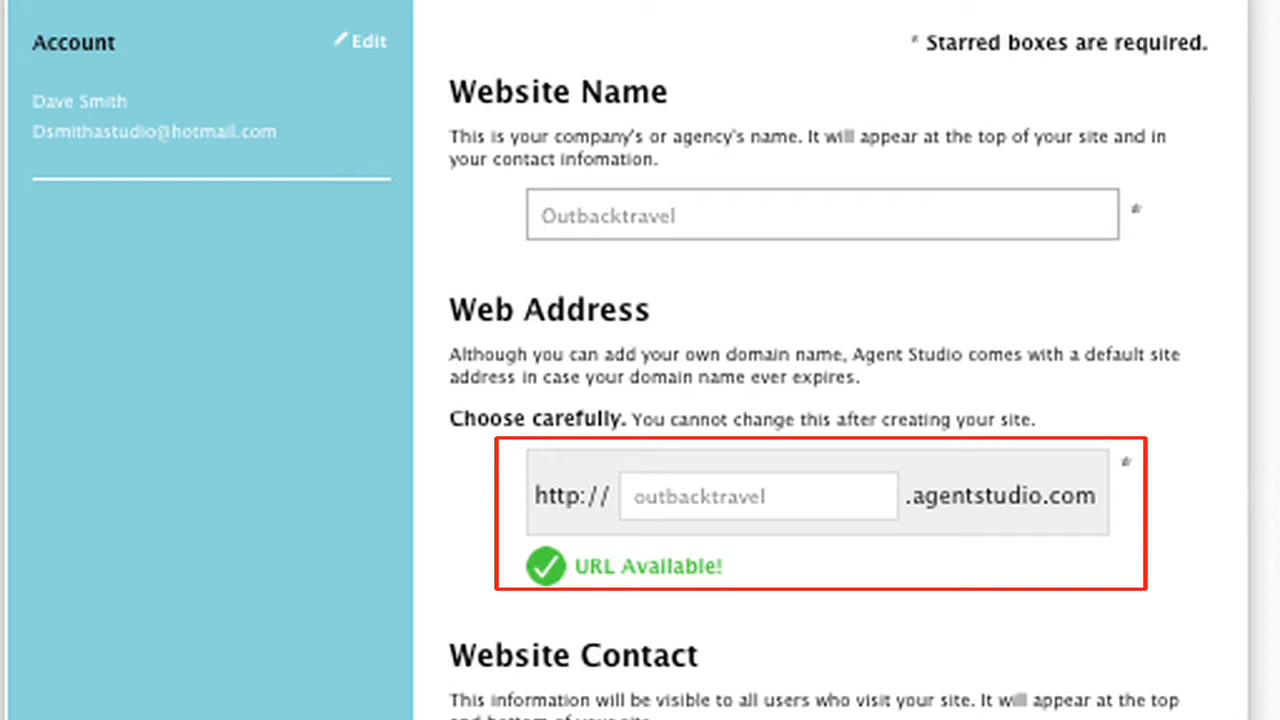 Account
Edit
Dave Smith
Dsmithastudio@hotmail.com
* Starred boxes are required.
Website Name
This is your company's or agency's name. It will appear at the top of your site and in
your contact infomation.
Outbacktravel *
Web Address
Although you can add your own domain name, Agent Studio comes with a default site
address in case your domain name ever expires.
Choose carefully. You cannot change this after creating your site.
http:// outbacktravel .agentstudio.com *
URL Available!
Website Contact
This information will be visible to all users who visit your site. It will appear at the top
and bottom of your site.